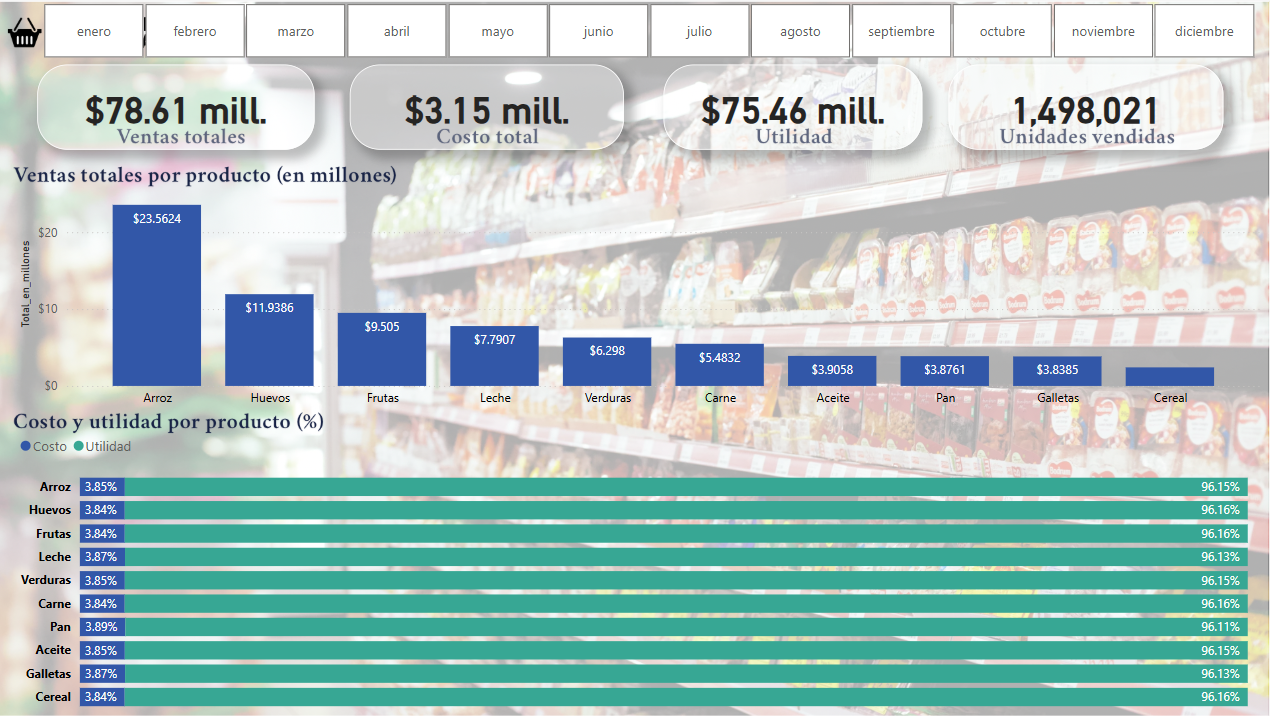 enero febrero marzo abril mayo junio julio agosto septiembre octubre noviembre diciembre
$78.61 mill. $3.15 mill. $75.46 mill. 1,498,021
Ventas totales Costo total Utilidad Unidades vendidas
Ventas totales por producto (en millones)
Total_en_millones
$20
$10
$0
$23.5624 $11.9386 $9.505 $7.7907 $6.298 $5.4832 $3.9058 $3.8761 $3.8385
Arroz Huevos Frutas Leche Verduras Carne Aceite Pan Galletas Cereal
Costo y utilidad por producto (%)
Costo Utilidad
Arroz 3.85% 96.15%
Huevos 3.84% 96.16%
Frutas 3.84% 96.16%
Leche 3.87% 96.13%
Verduras 3.85% 96.15%
Carne 3.84% 96.16%
Pan 3.89% 96.11%
Aceite 3.85% 96.15%
Galletas 3.87% 96.13%
Cereal 3.84% 96.16%